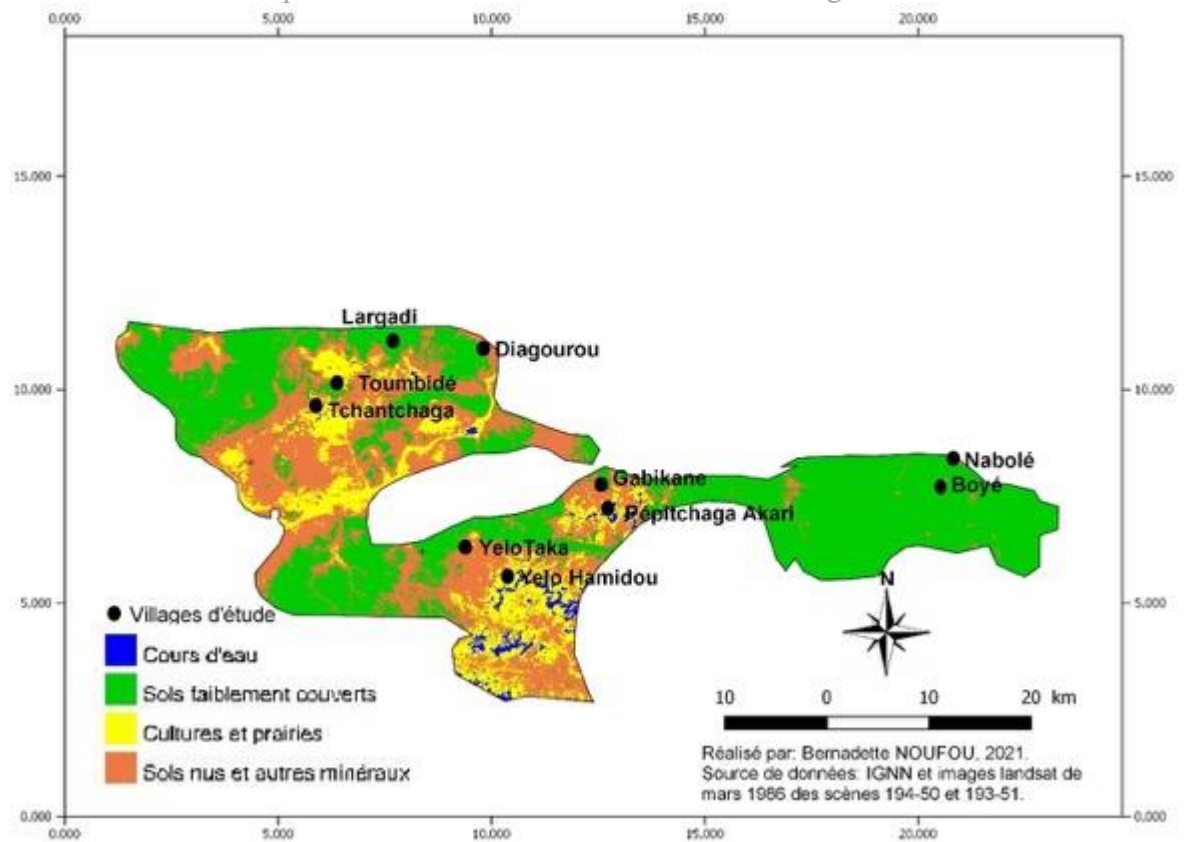 0.000 5.000 10.000 15.000 20.000
15.000 15.000
Largadi
Diagourou
10.000 10.000
Toumbidé
Tchantchaga
Nabolé
Gabikane
Boyé
Pépitchaga Akari
YeloTaka
Yelo Hamidou
N
5.000 5.000
Villages d'étude
Cours d'eau
Sols faiblement couverts
Cultures et prairies
Sols nus et autres minéraux
10 0 10 20 km
Réalisé par: Bernadette NOUFOU, 2021.
Source de données: IGNN et images landsat de
mars 1986 des scènes 194-50 et 193-51.
0.000 0.000
0.000 5.000 10.000 15.000 20.000